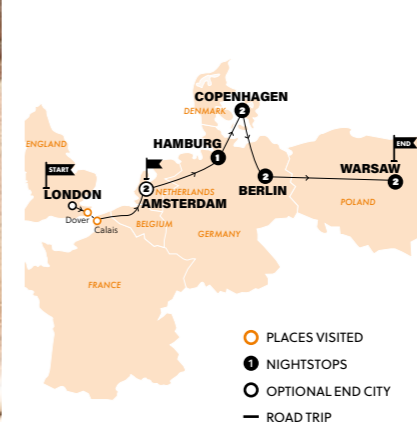 COPENHAGEN
2
DENMARK
ENGLAND
HAMBURG
1
END
START
WARSAW
2
LONDON
2
NETHERLANDS
AMSTERDAM
2
BERLIN
Dover
Calais
BELGIUM
POLAND
GERMANY
FRANCE
PLACES VISITED
1 NIGHTSTOPS
OPTIONAL END CITY
ROAD TRIP